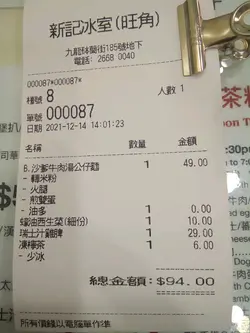 新記冰室(旺角)
九龍砵蘭街185號地下
電話: 2668 0040
000087*000087*
檯號 8 人數 1
單號 000087
日期 2021-12-14 14:01:23
名稱 數量 金額
B. 沙嗲牛肉湯公仔麵 1 49.00
- 轉米粉
- 火腿
- 煎雙蛋
- 油多 1 0.00
蠔油西生菜(細份) 1 10.00
瑞士汁雞髀 1 29.00
凍檸茶 1 6.00
- 少冰
總金額: $94.00
所有價錢以電腦單作準